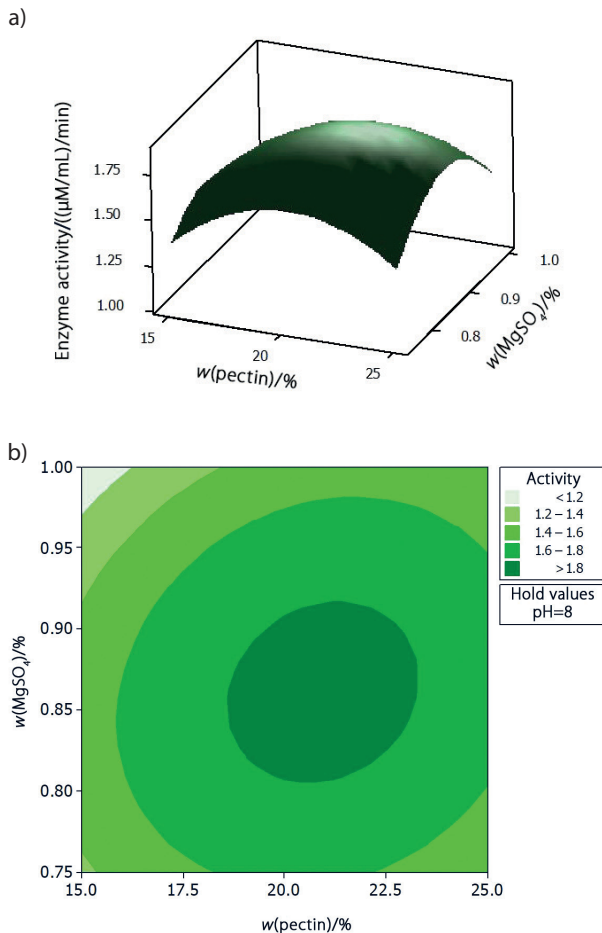 a)
Enzyme activity/((μM/mL)/min)
1.75
1.50
1.25
1.00
15
20
25
w(pectin)/%
0.8
0.9
1.0
w(MgSO4)/%
b)
1.00
0.95
0.90
0.85
0.80
0.75
w(MgSO4)/%
15.0 17.5 20.0 22.5 25.0
w(pectin)/%
Activity
< 1.2
1.2 – 1.4
1.4 – 1.6
1.6 – 1.8
> 1.8
Hold values
pH=8